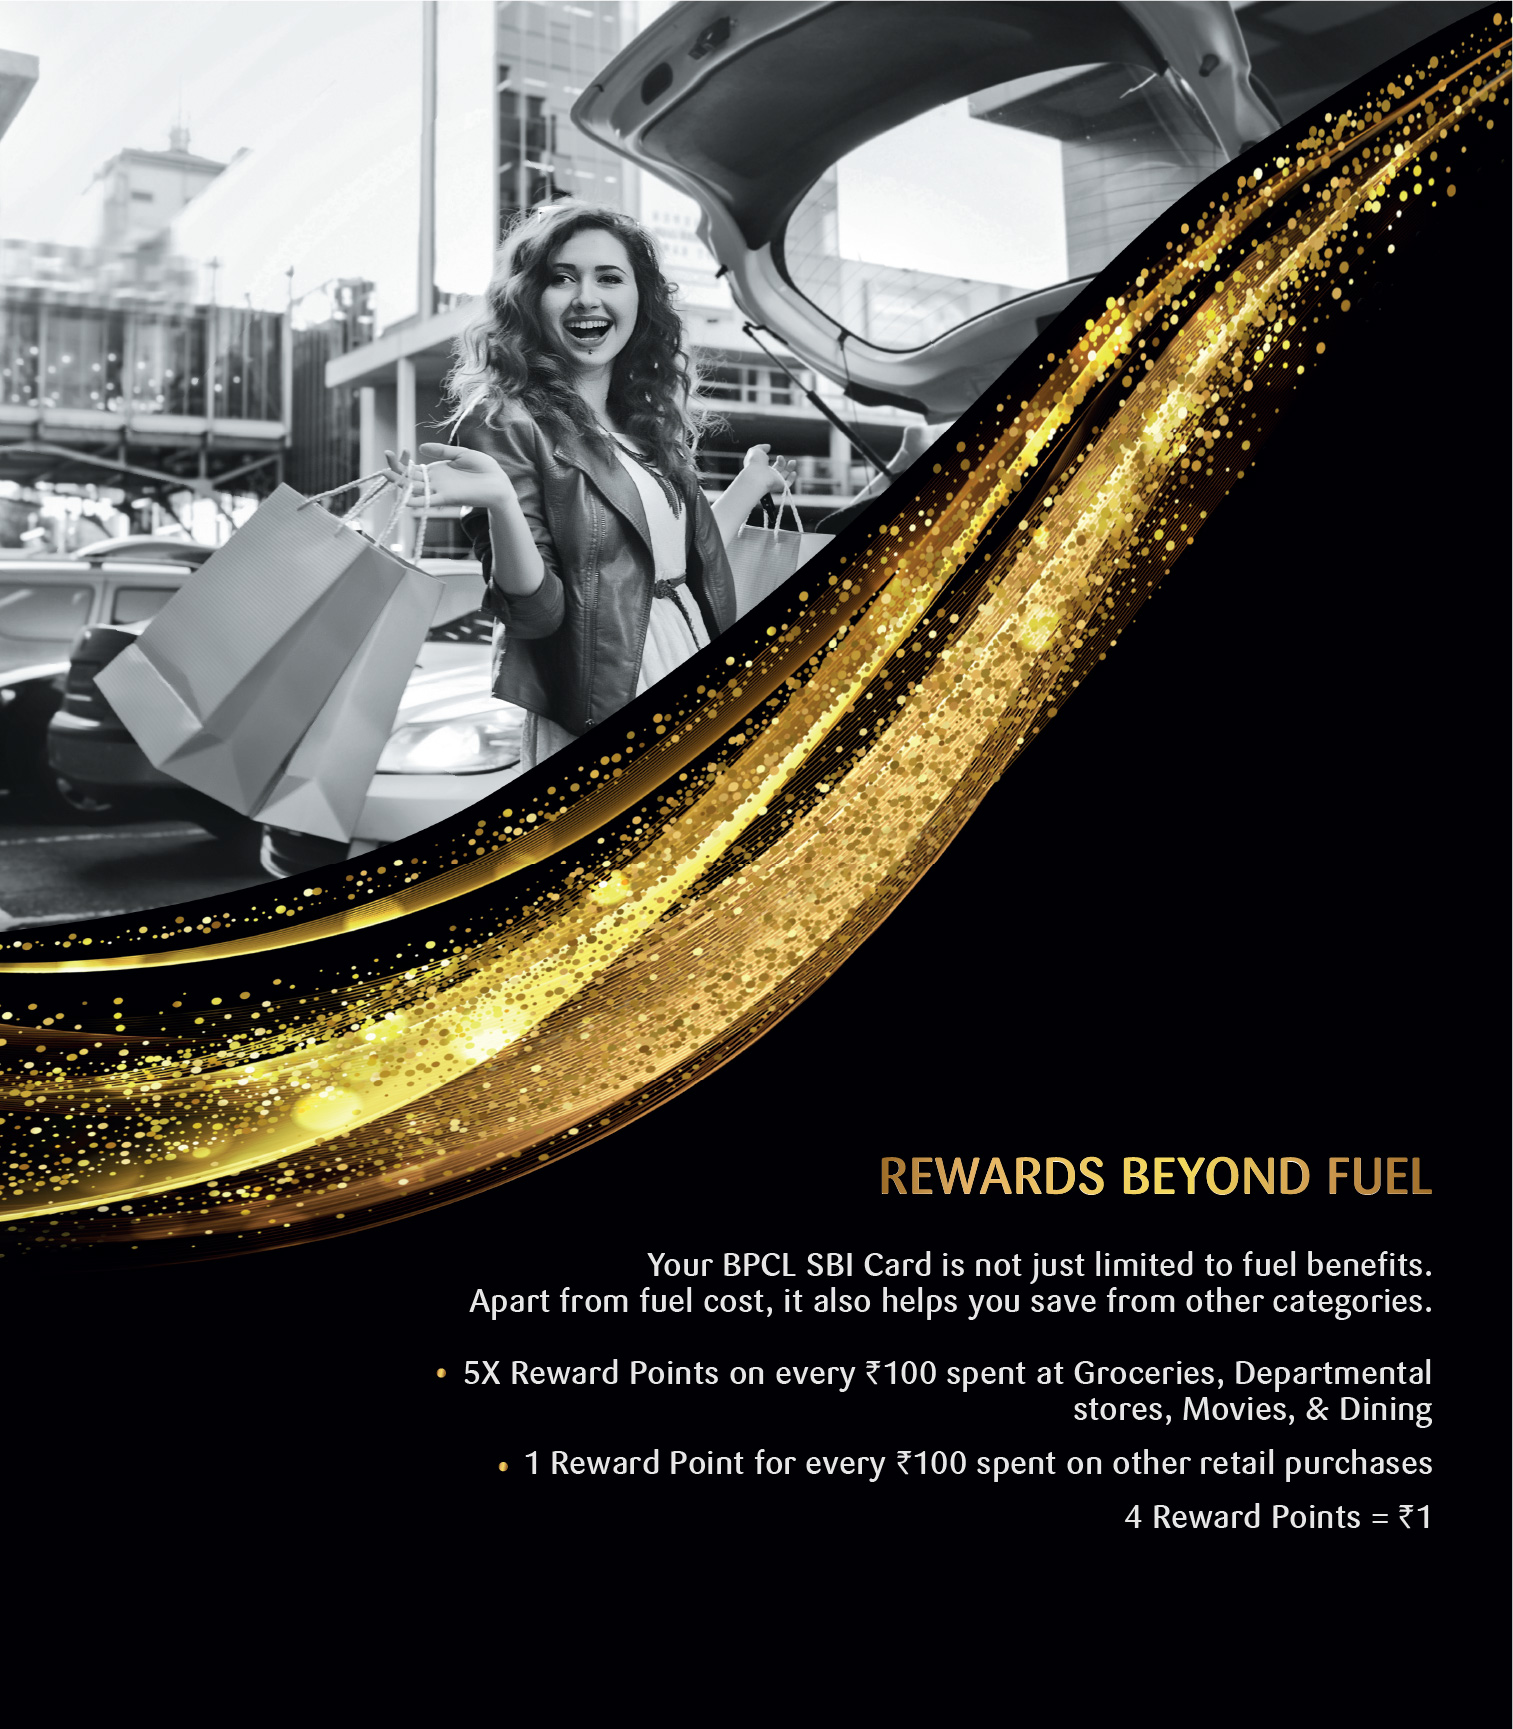 REWARDS BEYOND FUEL
Your BPCL SBI Card is not just limited to fuel benefits.
Apart from fuel cost, it also helps you save from other categories.
• 5X Reward Points on every ₹100 spent at Groceries, Departmental
stores, Movies, & Dining
• 1 Reward Point for every ₹100 spent on other retail purchases
4 Reward Points = ₹1